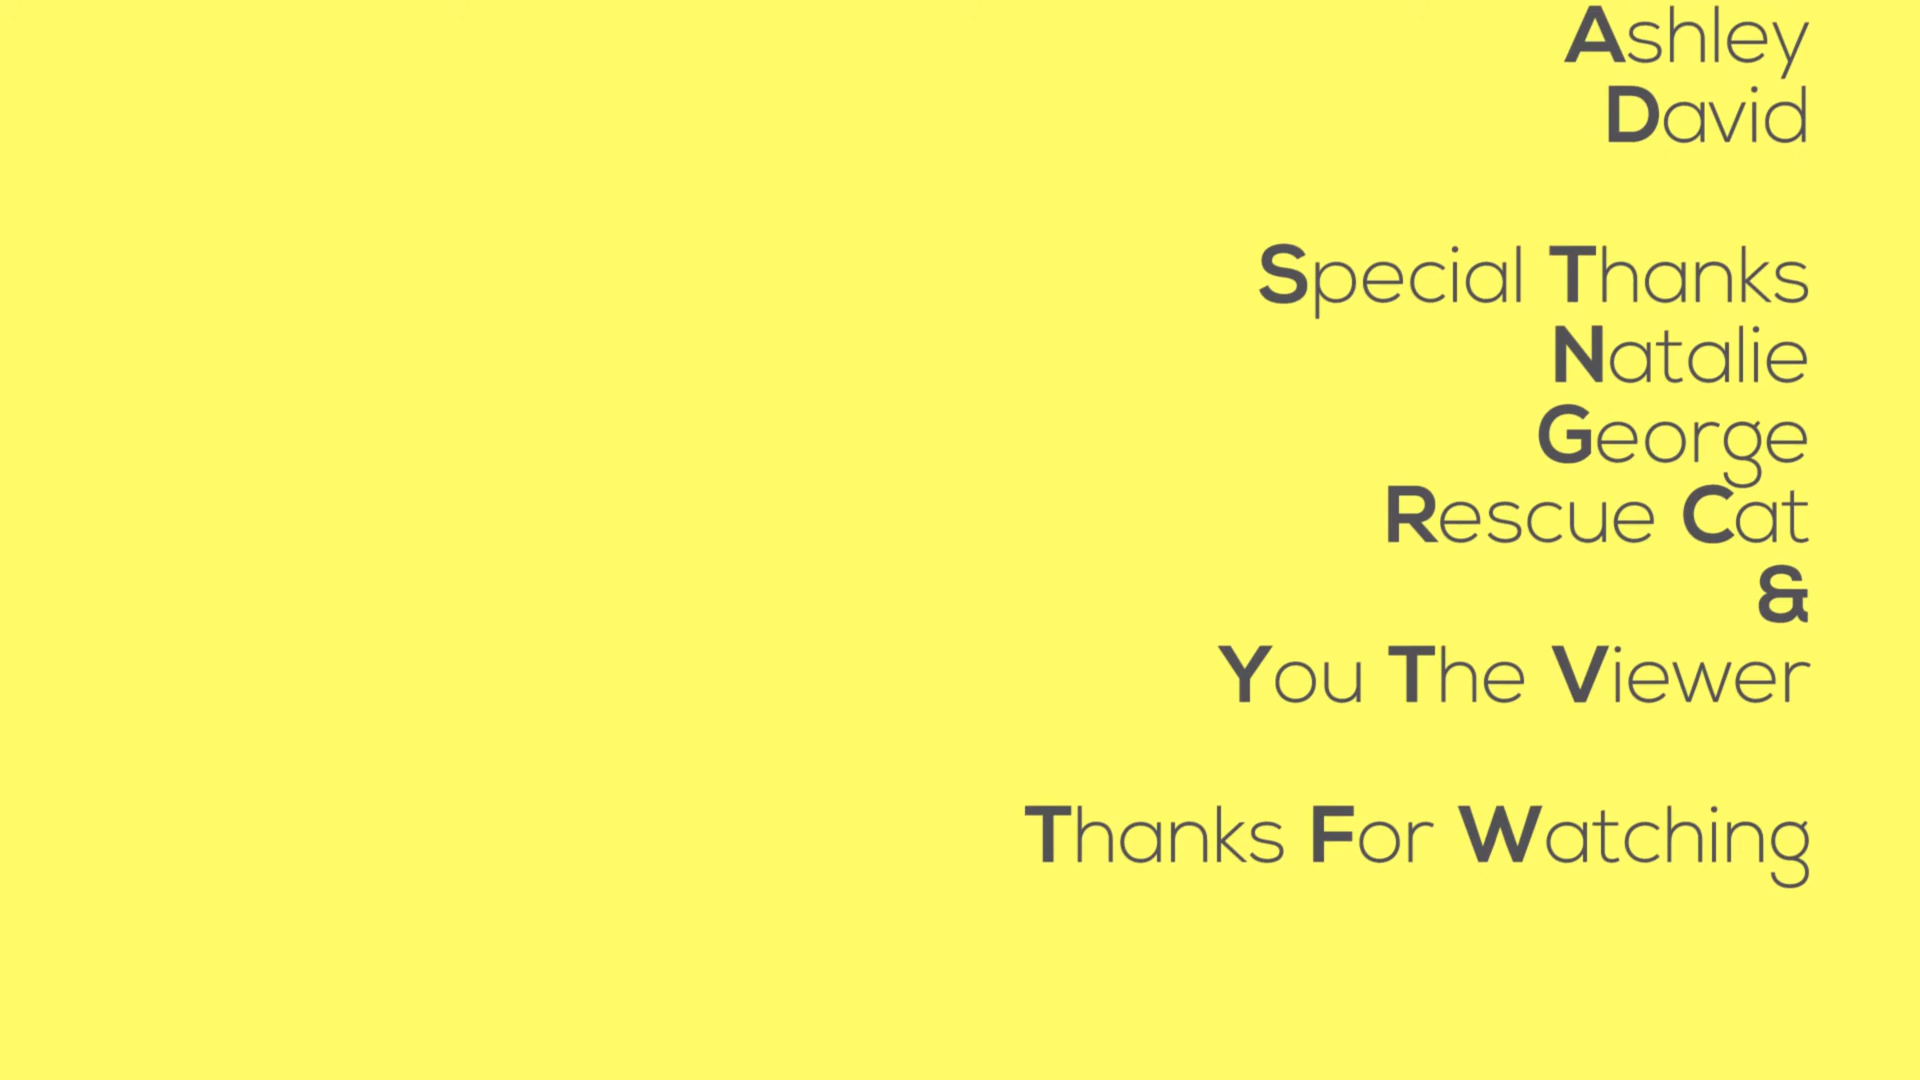 Ashley
David
Special Thanks
Natalie
George
Rescue Cat
&
You The Viewer
Thanks For Watching